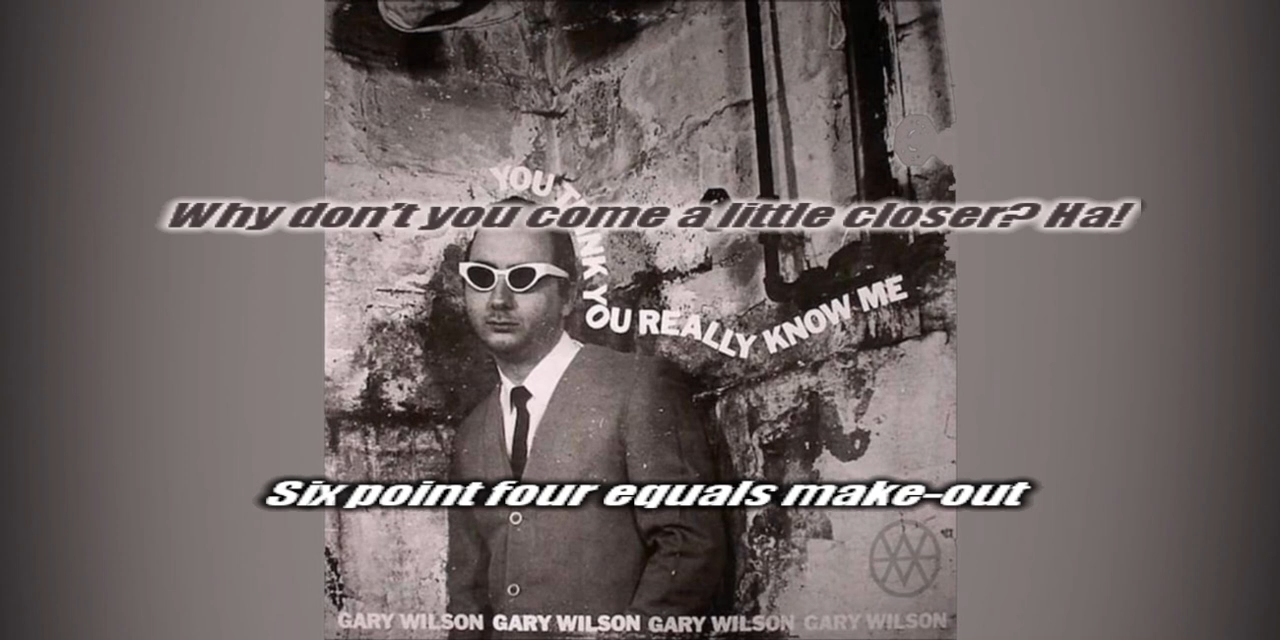 YOU THINK YOU REALLY KNOW ME
Why don't you come a little closer? Ha!
Six point four equals make-out
GARY WILSON GARY WILSON GARY WILSON GARY WILSON